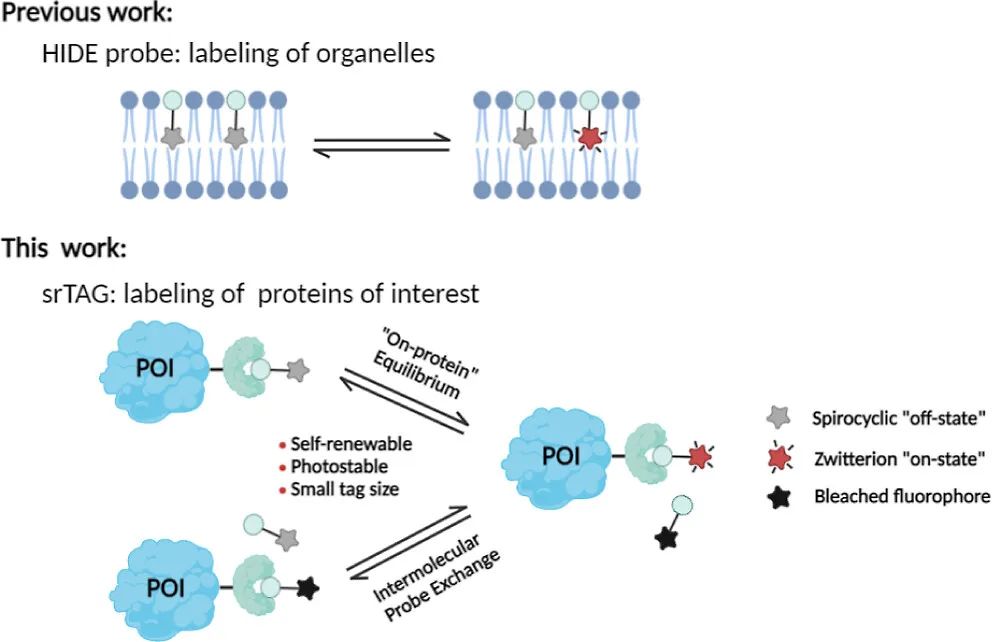 Previous work:
HIDE probe: labeling of organelles
This work:
srTAG: labeling of proteins of interest
POI
"On-protein"
Equilibrium
• Self-renewable
• Photostable
• Small tag size
POI
Spirocyclic "off-state"
Zwitterion "on-state"
Bleached fluorophore
POI
Intermolecular
Probe Exchange